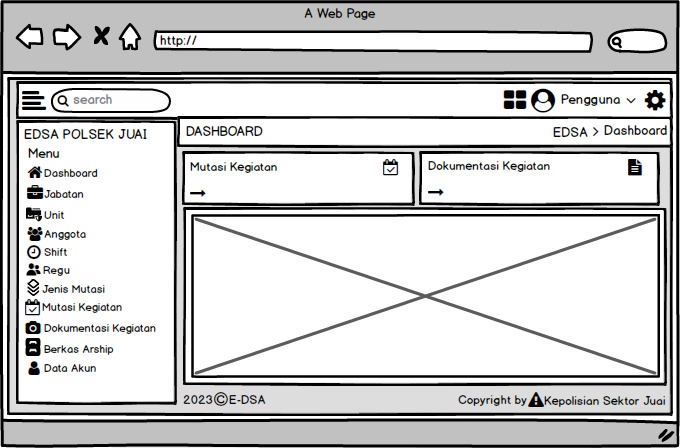 A Web Page
http://
search
Pengguna
EDSA POLSEK JUAI
DASHBOARD
EDSA > Dashboard
Menu
Dashboard
Jabatan
Unit
Anggota
Shift
Regu
Jenis Mutasi
Mutasi Kegiatan
Dokumentasi Kegiatan
Berkas Arship
Data Akun
Mutasi Kegiatan
Dokumentasi Kegiatan
2023©E-DSA
Copyright by Kepolisian Sektor Juai